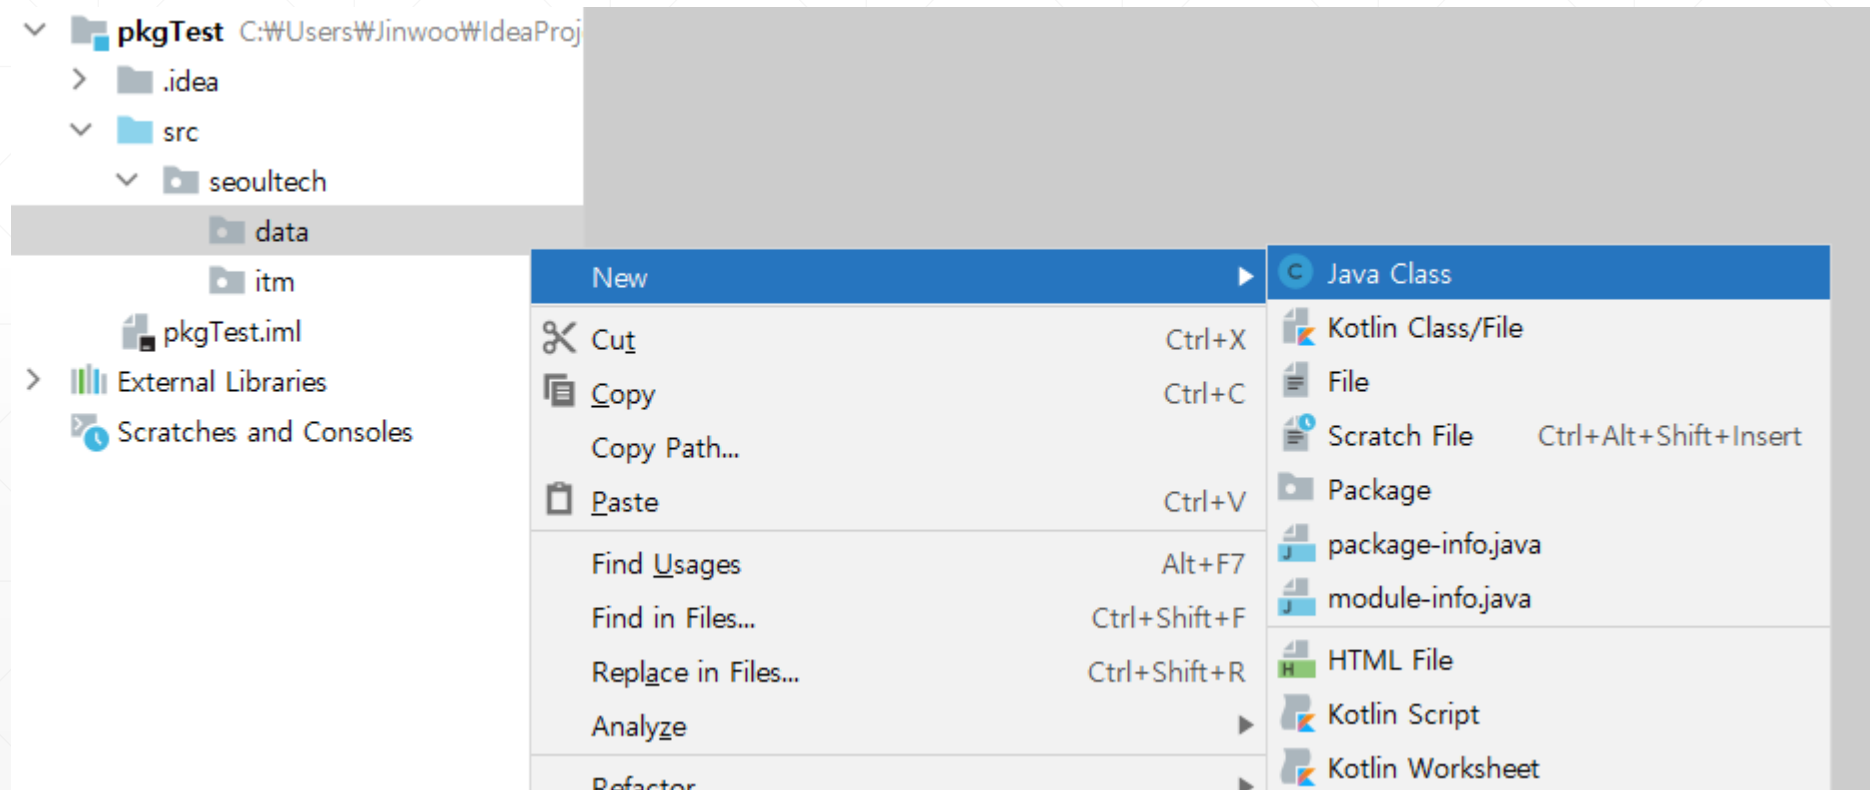 pkgTest C:₩Users₩Jinwoo₩IdeaProj
.idea
src
seoultech
data
itm
pkgTest.iml
External Libraries
Scratches and Consoles
New
Cut Ctrl+X
Copy Ctrl+C
Copy Path...
Paste Ctrl+V
Find Usages Alt+F7
Find in Files... Ctrl+Shift+F
Replace in Files... Ctrl+Shift+R
Analyze
Refactor
Java Class
Kotlin Class/File
File
Scratch File Ctrl+Alt+Shift+Insert
Package
package-info.java
module-info.java
HTML File
Kotlin Script
Kotlin Worksheet